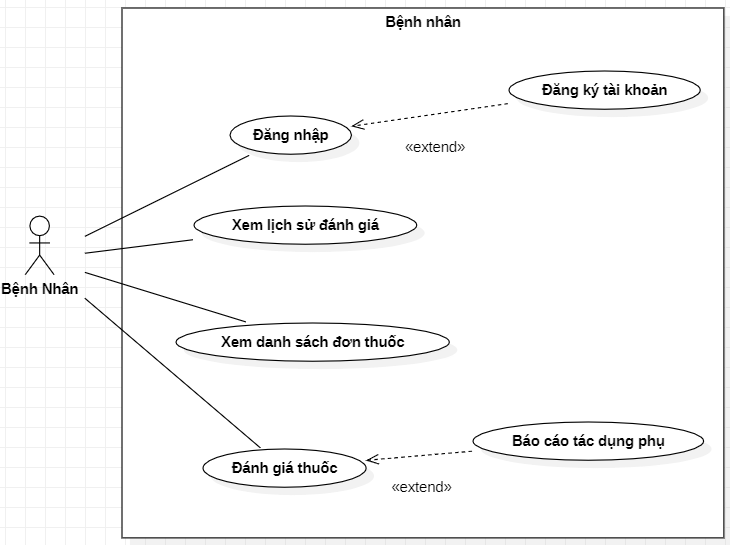 Bệnh nhân
Đăng ký tài khoản
Đăng nhập
«extend»
Xem lịch sử đánh giá
Bệnh Nhân
Xem danh sách đơn thuốc
Báo cáo tác dụng phụ
Đánh giá thuốc
«extend»